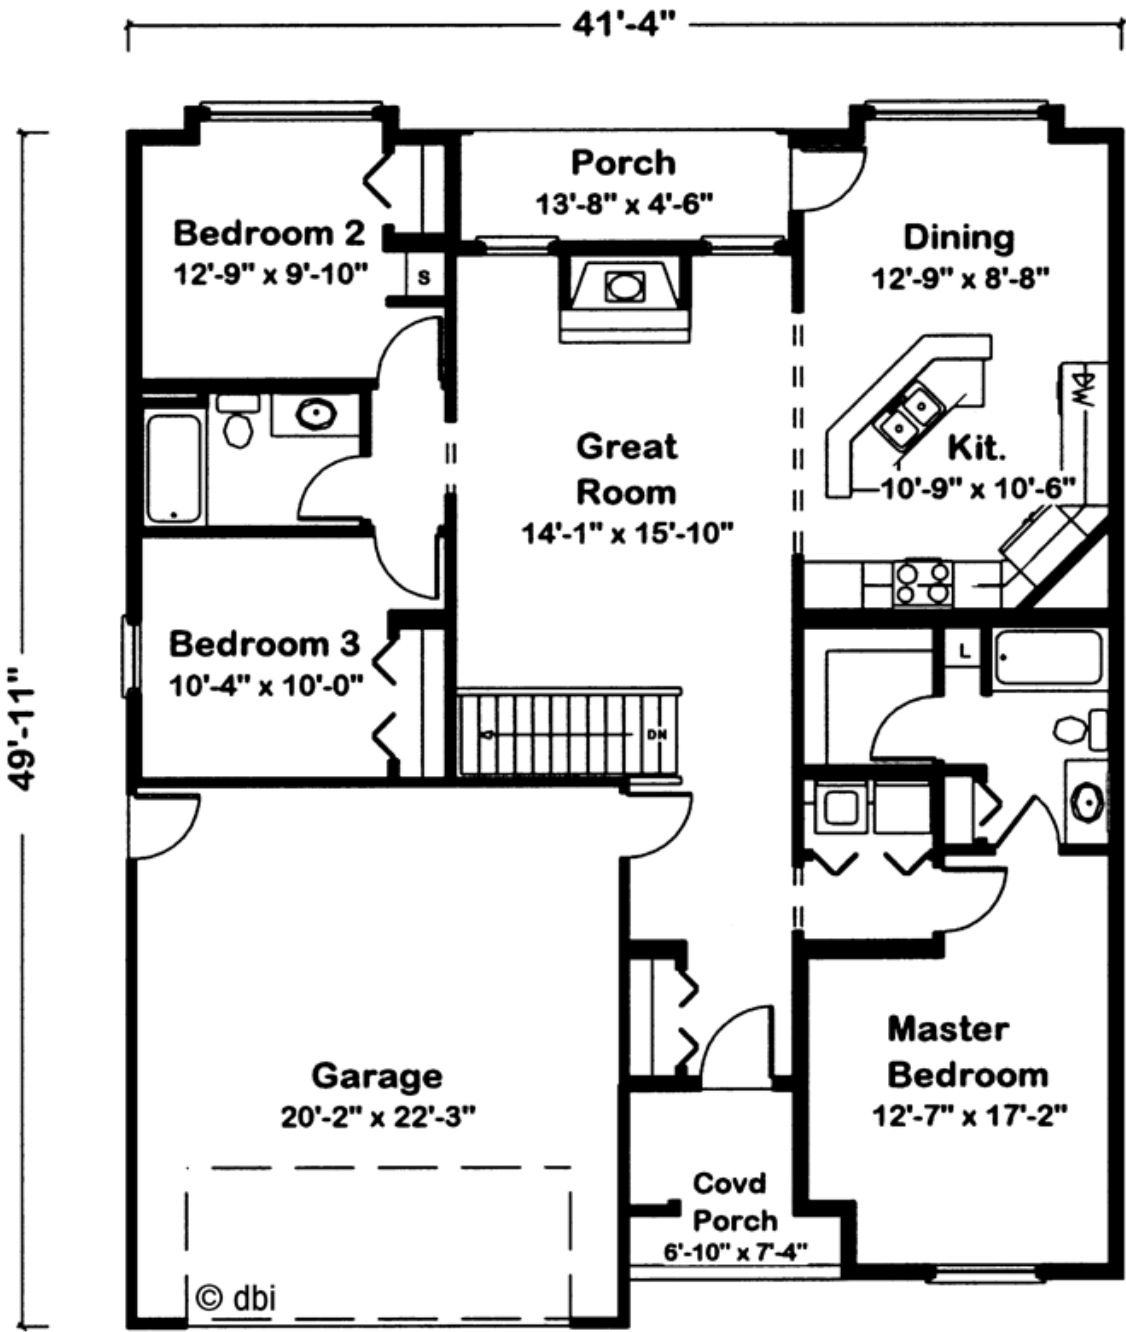 41'-4"
Porch
13'-8" x 4'-6"
Bedroom 2
12'-9" x 9'-10"
S
Dining
12'-9" x 8'-8"
DW
Great
Room
14'-1" x 15'-10"
Kit.
10'-9" x 10'-6"
Bedroom 3
10'-4" x 10'-0"
L
49'-11"
DN
Master
Bedroom
12'-7" x 17'-2"
Garage
20'-2" x 22'-3"
Covd
Porch
6'-10" x 7'-4"
© dbi